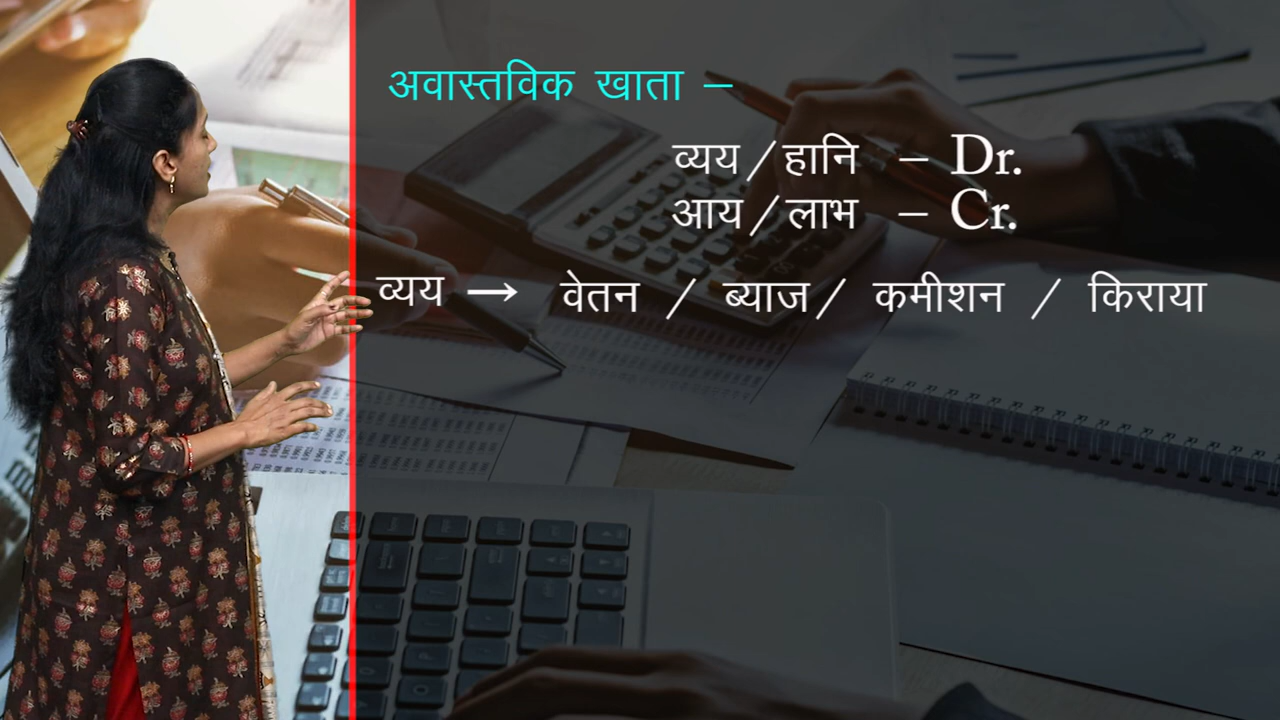 अवास्तविक खाता –
व्यय / हानि – Dr.
आय / लाभ – Cr.
व्यय → वेतन / ब्याज / कमीशन / किराया